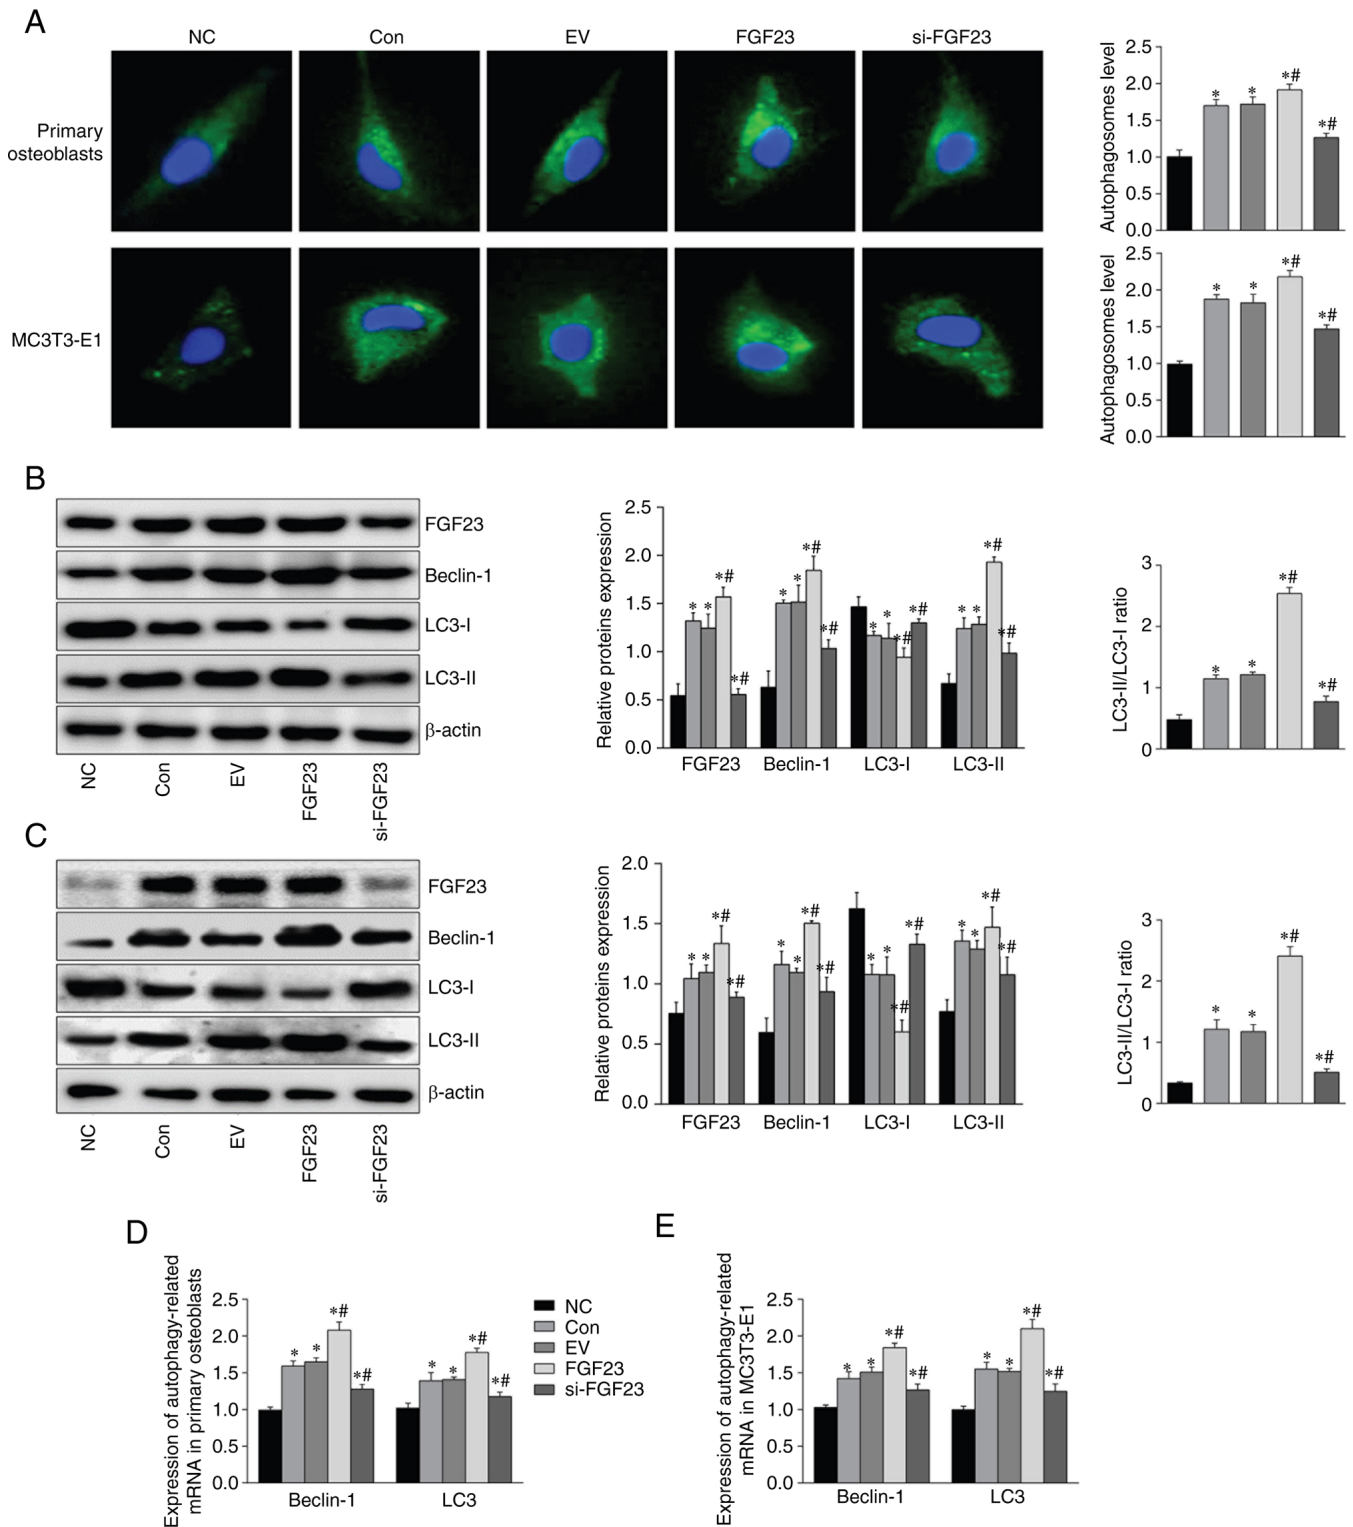 A
NC
Con
EV
FGF23
si-FGF23
Primary
osteoblasts
MC3T3-E1
Autophagosomes level
2.5
2.0
1.5
1.0
0.5
0.0
*
*
*#
*#
Autophagosomes level
2.5
2.0
1.5
1.0
0.5
0.0
*
*
*#
*#
B
FGF23
Beclin-1
LC3-I
LC3-II
β-actin
NC
Con
EV
FGF23
si-FGF23
Relative proteins expression
2.5
2.0
1.5
1.0
0.5
0.0
* * *# *#
* * *# *#
* * *# *#
* * *# *#
FGF23
Beclin-1
LC3-I
LC3-II
LC3-II/LC3-I ratio
3
2
1
0
*
*
*#
*#
C
FGF23
Beclin-1
LC3-I
LC3-II
β-actin
NC
Con
EV
FGF23
si-FGF23
Relative proteins expression
2.0
1.5
1.0
0.5
0.0
* * *# *#
* * *# *#
* * *# *#
* * *# *#
FGF23
Beclin-1
LC3-I
LC3-II
LC3-II/LC3-I ratio
3
2
1
0
*
*
*#
*#
D
Expression of autophagy-related
mRNA in primary osteoblasts
2.5
2.0
1.5
1.0
0.5
0.0
* * *# *#
* * *# *#
Beclin-1
LC3
NC
Con
EV
FGF23
si-FGF23
E
Expression of autophagy-related
mRNA in MC3T3-E1
2.5
2.0
1.5
1.0
0.5
0.0
* * *# *#
* * *# *#
Beclin-1
LC3